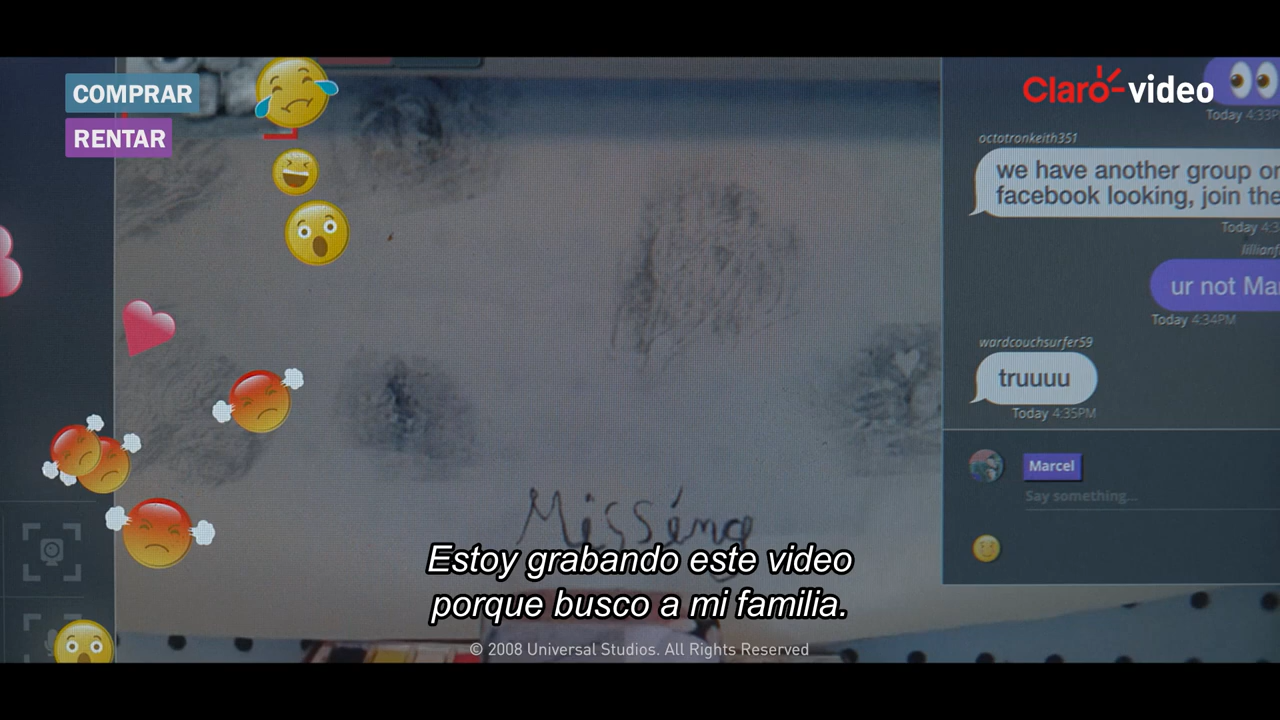 COMPRAR
RENTAR
Claro-video
Today 4:33P
octotronkeith351
we have another group on
facebook looking, join the
Today 4:3
lillianf
ur not Mar
Today 4:34PM
wardcouchsurfer59
truuuu
Today 4:35PM
Marcel
Say something...
Missing
Estoy grabando este video
porque busco a mi familia.
© 2008 Universal Studios. All Rights Reserved